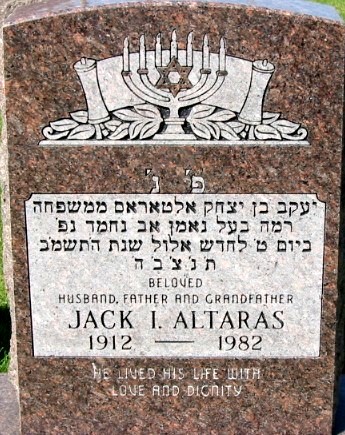 פ' נ'
יעקב בן יצחק אלטאראס ממשפחה
רמה בעל נאמן אב נחמד נפ'
ביום ט' לחדש אלול שנת התשמ"ב
ת' נ' צ' ב' ה'
BELOVED
HUSBAND, FATHER AND GRANDFATHER
JACK I. ALTARAS
1912 — 1982
HE LIVED HIS LIFE WITH
LOVE AND DIGNITY